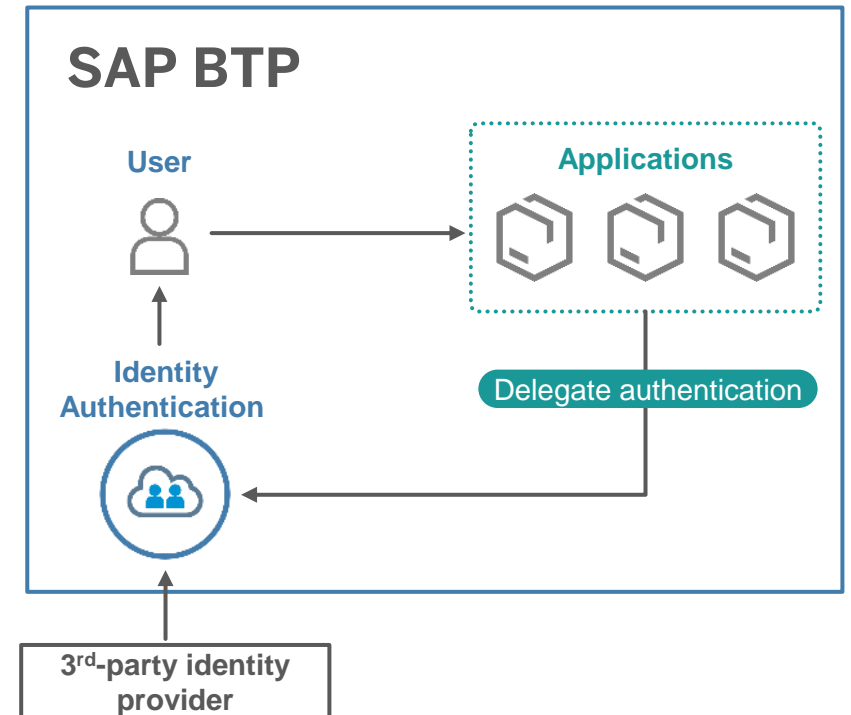 SAP BTP
User
Applications
Identity
Authentication
Delegate authentication
3rd-party identity
provider